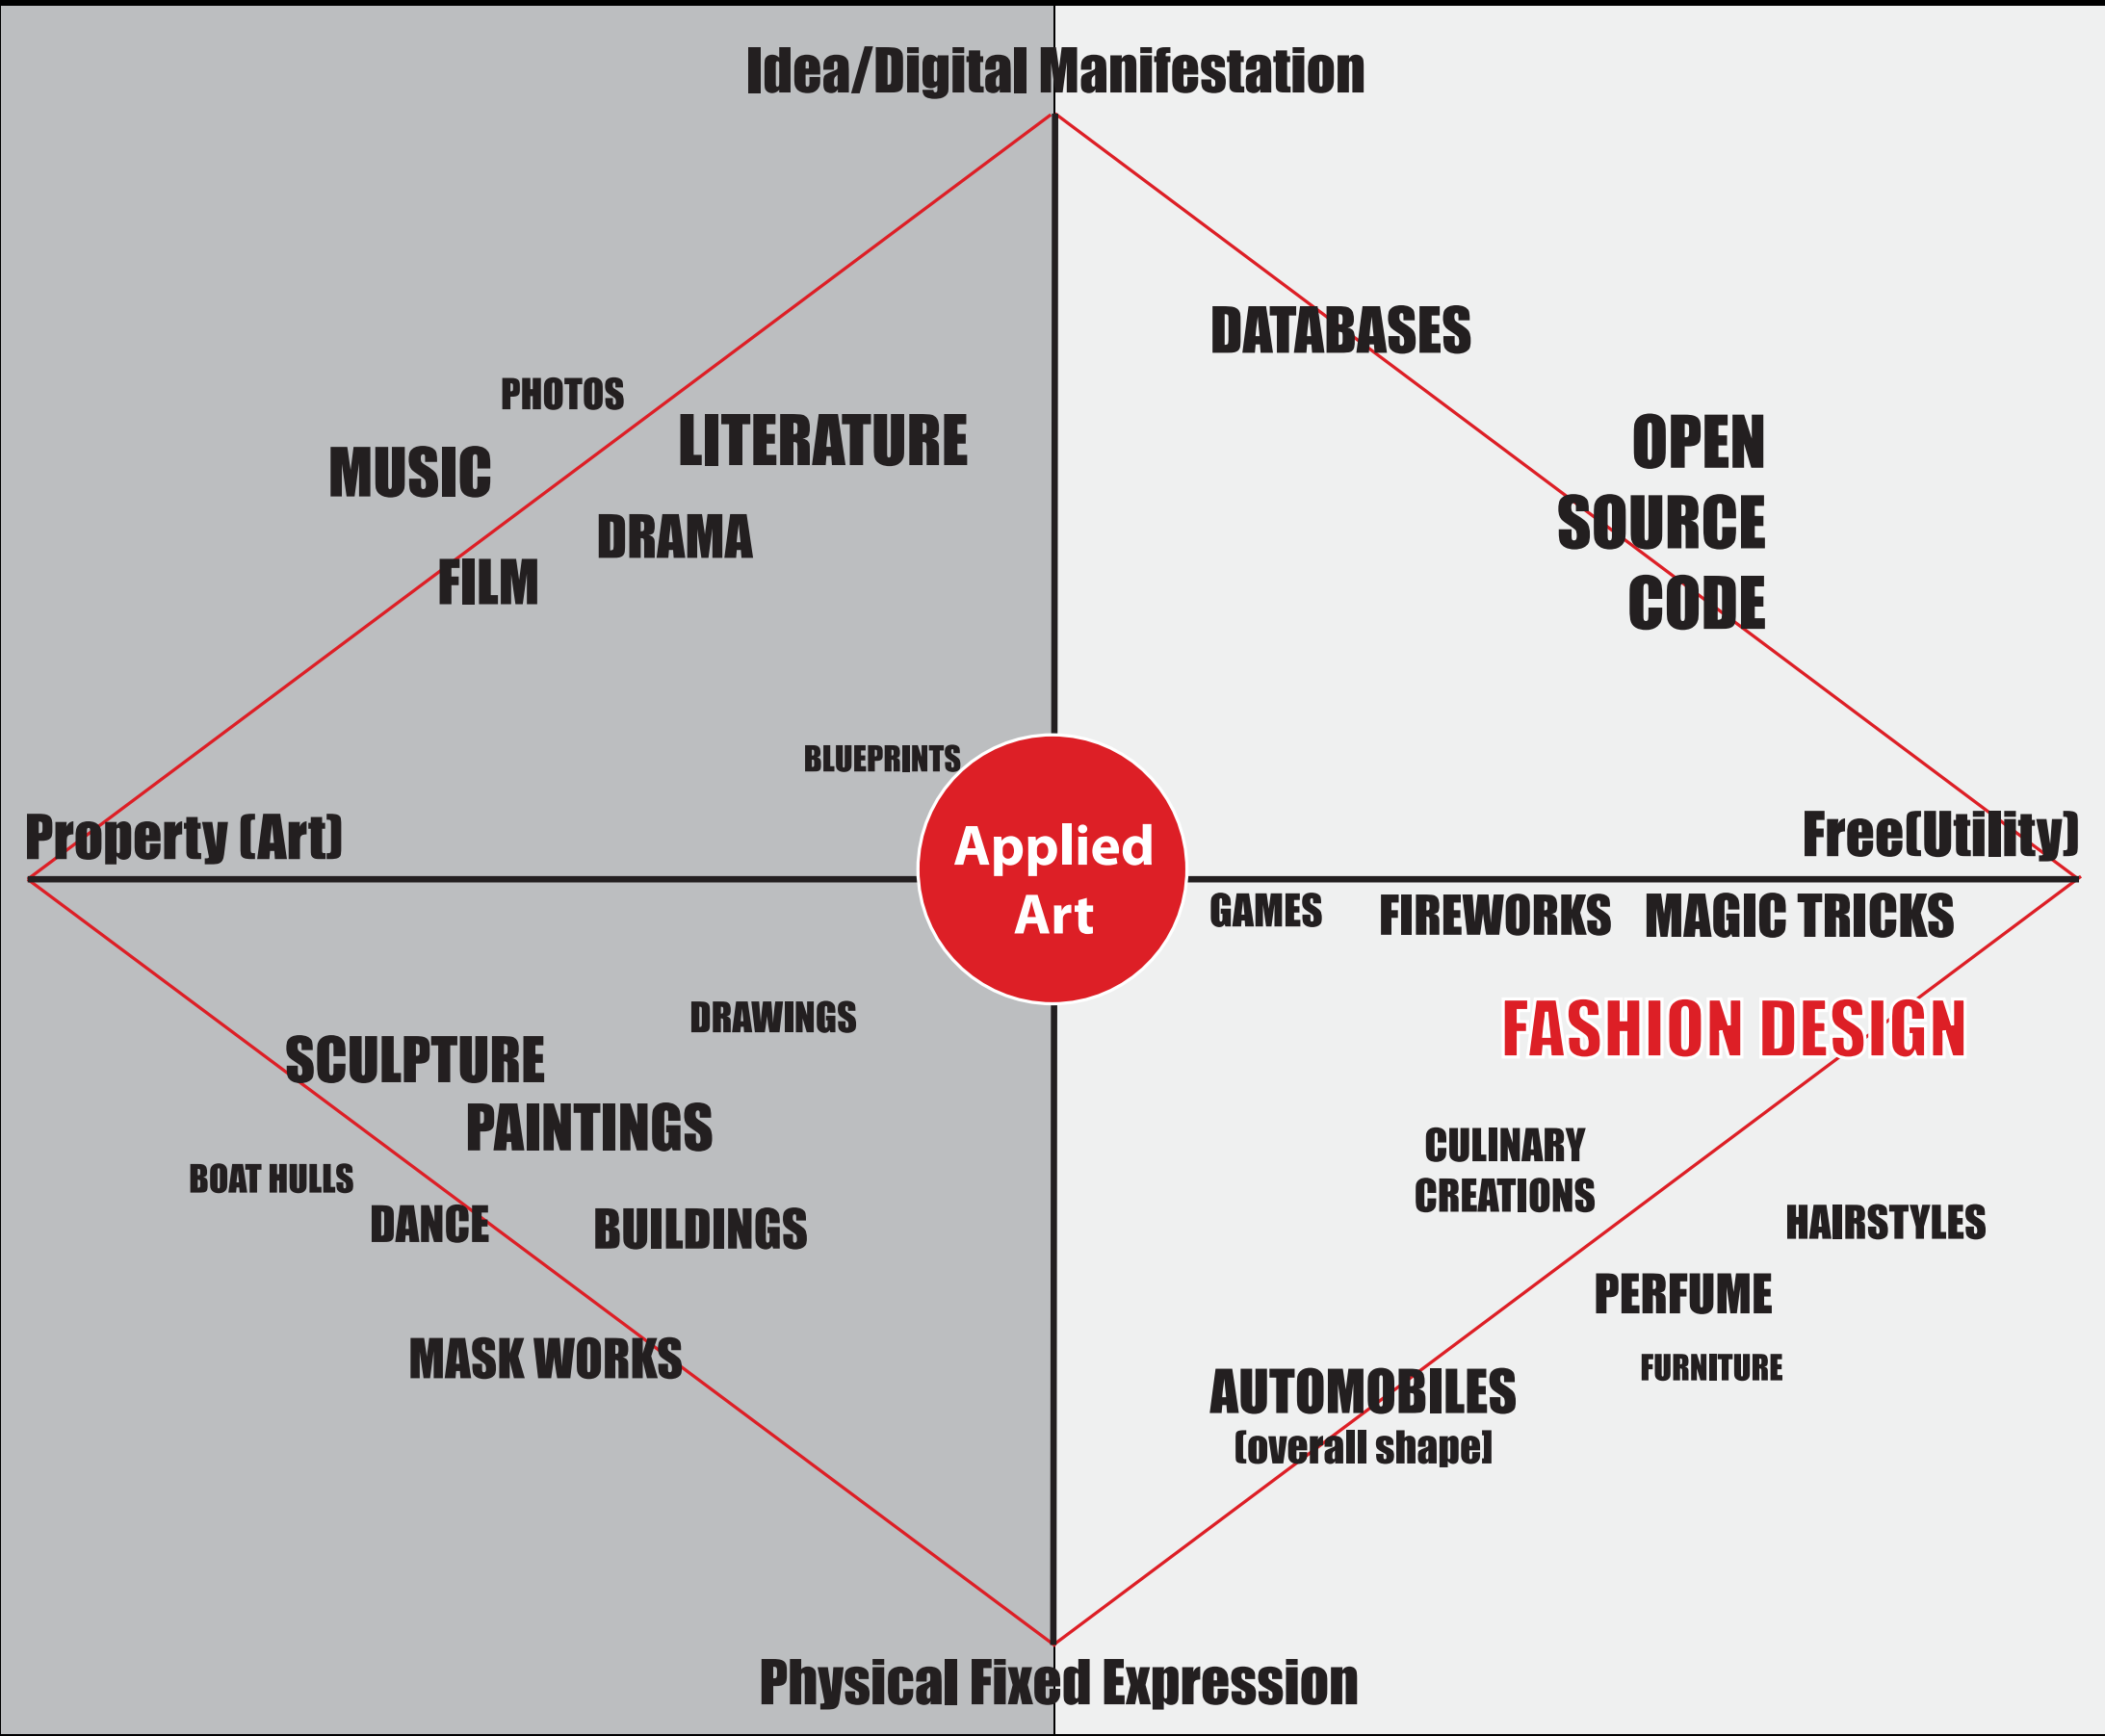 Idea/Digital Manifestation
DATABASES
PHOTOS
LITERATURE
MUSIC
DRAMA
FILM
OPEN
SOURCE
CODE
BLUEPRINTS
Property (Art)
Free(Utility)
Applied
Art
GAMES
FIREWORKS
MAGIC TRICKS
DRAWINGS
SCULPTURE
PAINTINGS
BOAT HULLS
DANCE
BUILDINGS
MASK WORKS
FASHION DESIGN
CULINARY
CREATIONS
HAIRSTYLES
PERFUME
FURNITURE
AUTOMOBILES
(overall shape)
Physical Fixed Expression